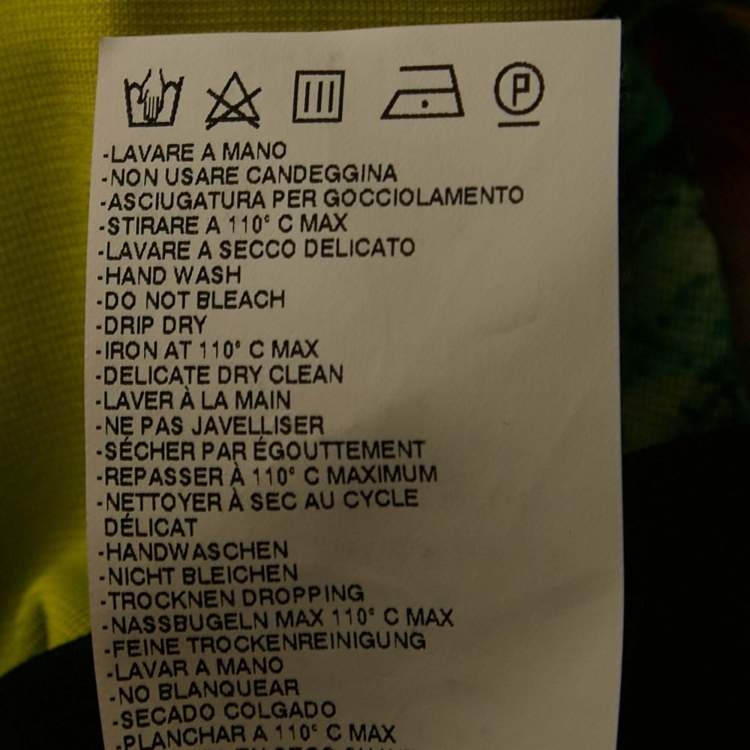 P
-LAVARE A MANO
-NON USARE CANDEGGINA
-ASCIUGATURA PER GOCCIOLAMENTO
-STIRARE A 110° C MAX
-LAVARE A SECCO DELICATO
-HAND WASH
-DO NOT BLEACH
-DRIP DRY
-IRON AT 110° C MAX
-DELICATE DRY CLEAN
-LAVER À LA MAIN
-NE PAS JAVELLISER
-SÉCHER PAR ÉGOUTTEMENT
-REPASSER À 110° C MAXIMUM
-NETTOYER À SEC AU CYCLE
DÉLICAT
-HANDWASCHEN
-NICHT BLEICHEN
-TROCKNEN DROPPING
-NASSBUGELN MAX 110° C MAX
-FEINE TROCKENREINIGUNG
-LAVAR A MANO
-NO BLANQUEAR
-SECADO COLGADO
-PLANCHAR A 110° C MAX